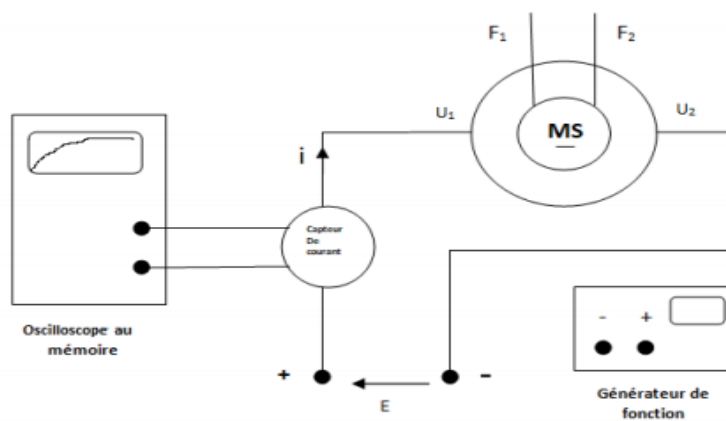 F₁ F₂
U₁ U₂
MS
i
Capteur
De
courant
Oscilloscope au
mémoire
- +
+ -
E
Générateur de
fonction